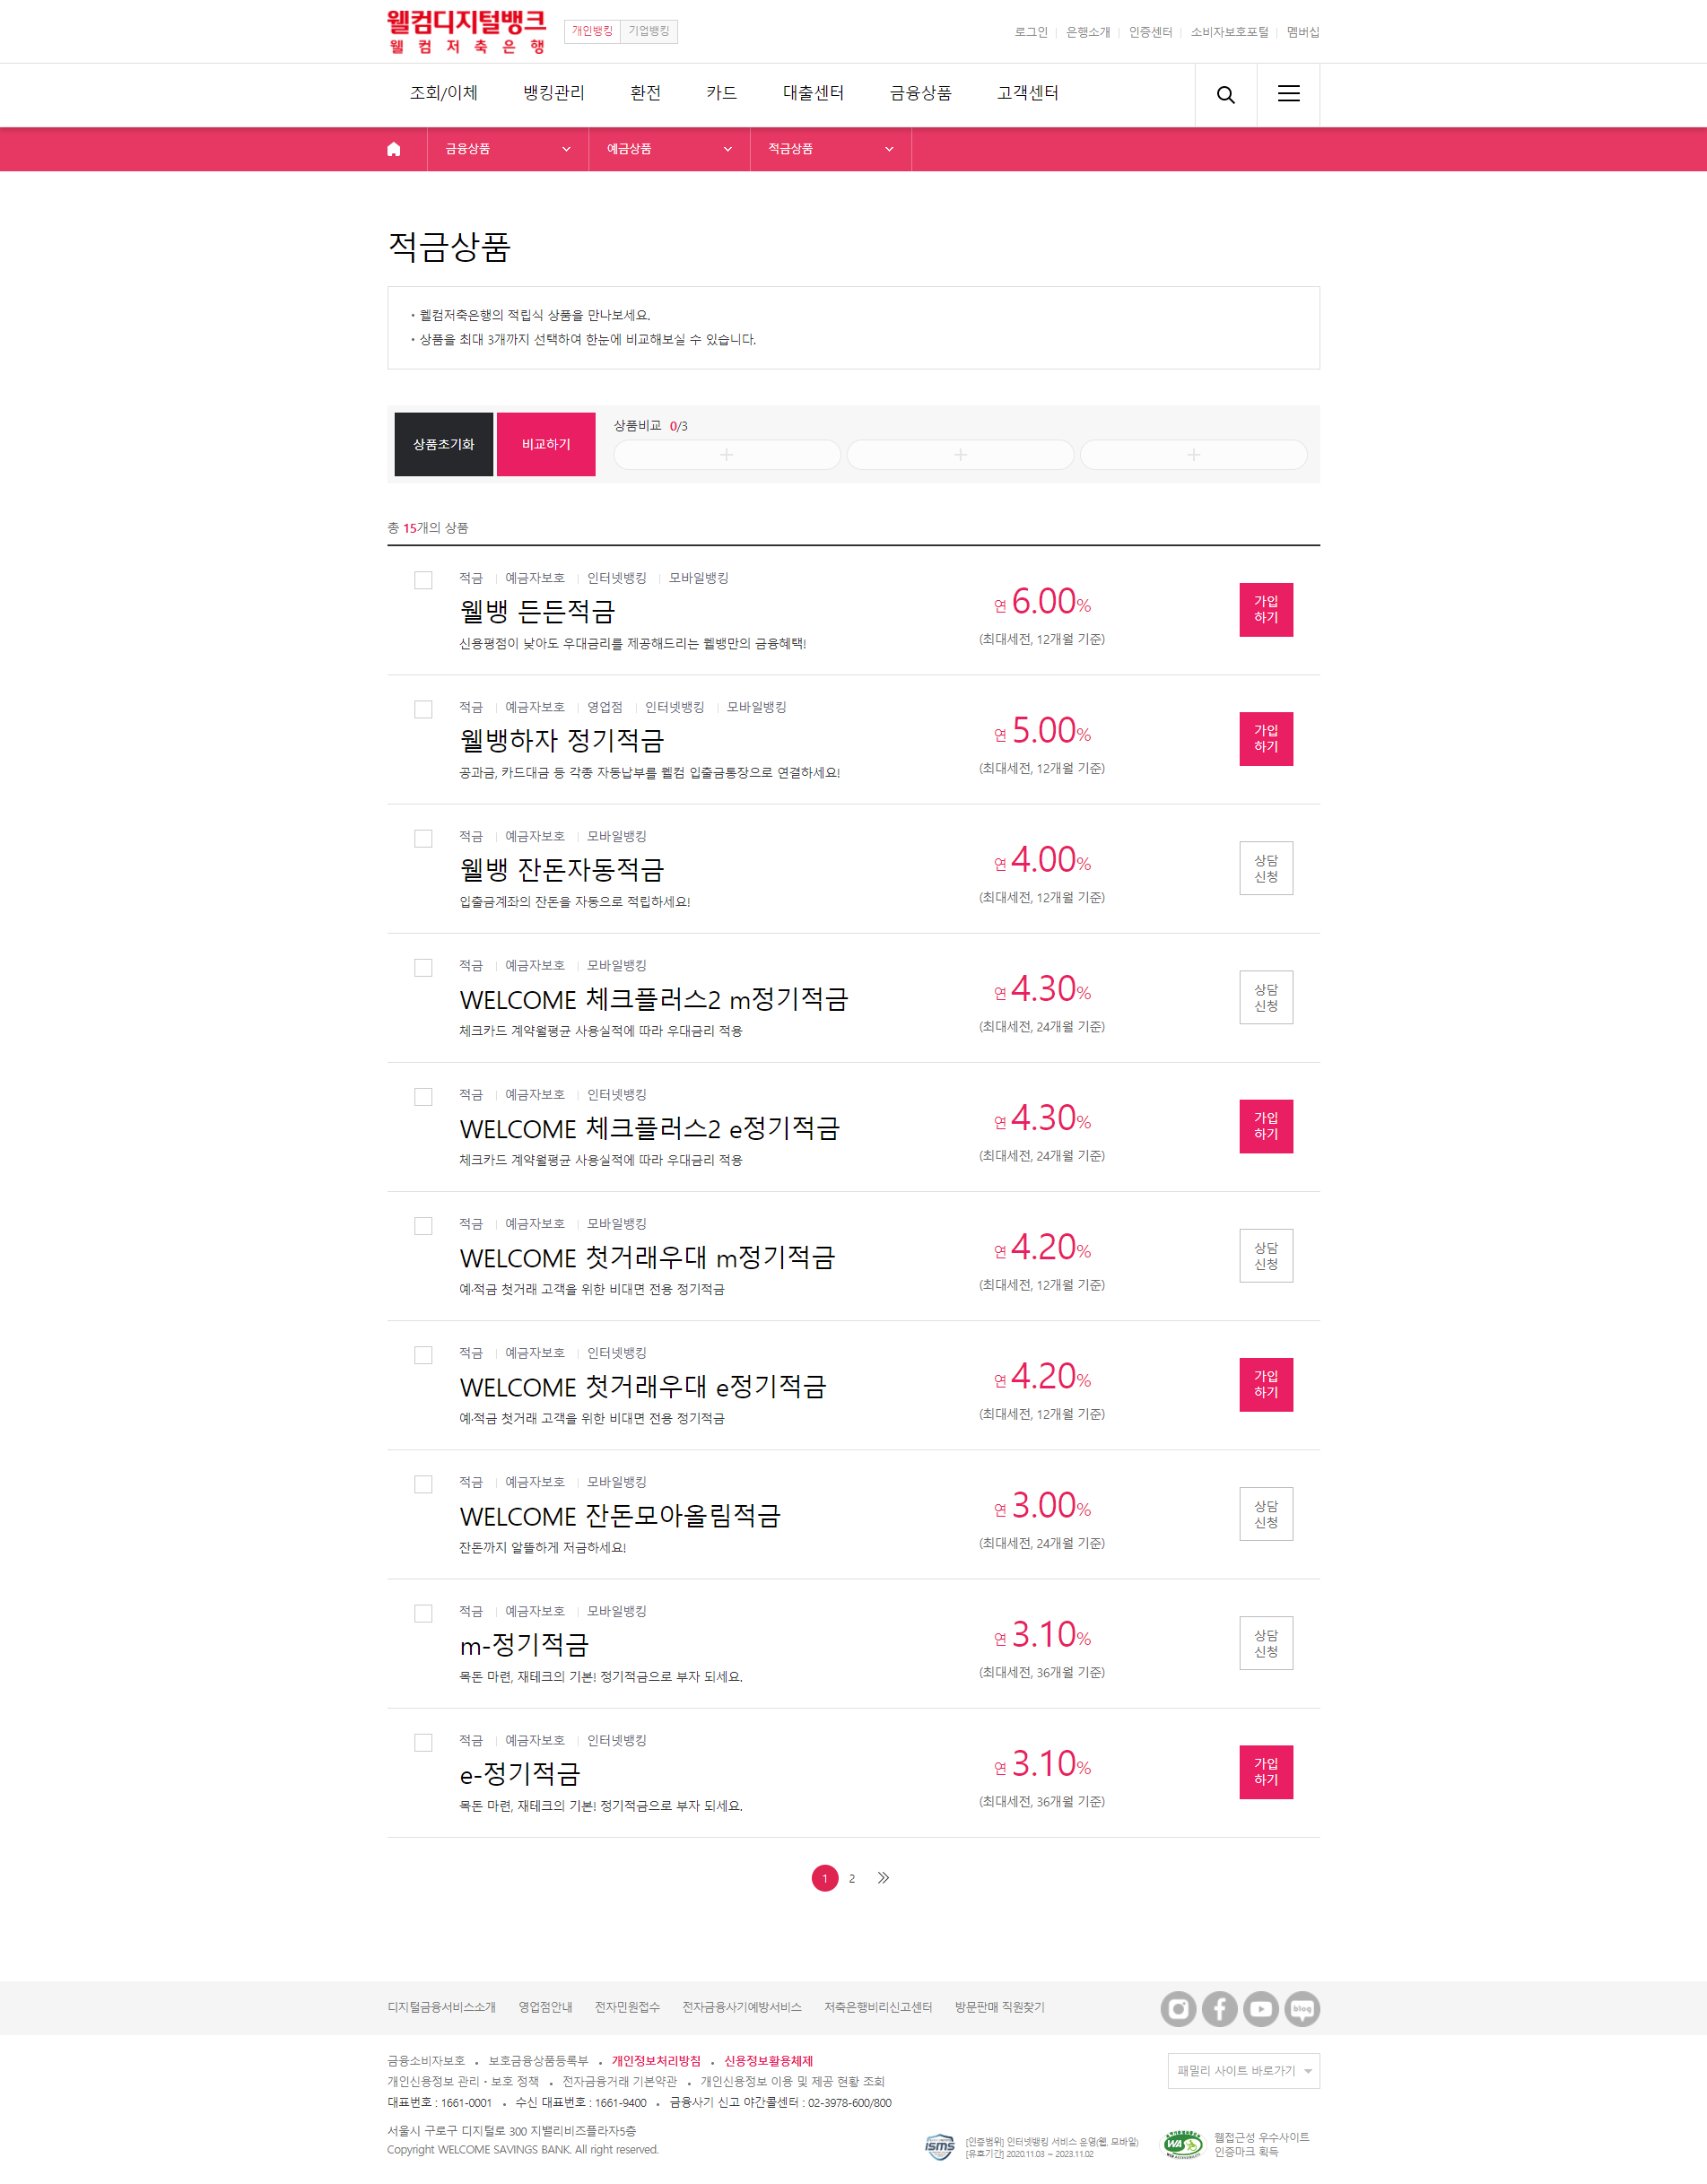 웰컴디지털뱅크
웰컴저축은행
개인뱅킹 기업뱅킹
로그인 은행소개 인증센터 소비자보호포털 멤버십
조회/이체 뱅킹관리 환전 카드 대출센터 금융상품 고객센터
금융상품 예금상품 적금상품
적금상품
• 웰컴저축은행의 적립식 상품을 만나보세요.
• 상품을 최대 3개까지 선택하여 한눈에 비교해보실 수 있습니다.
상품초기화 비교하기
상품비교 0/3
총 15개의 상품
적금 예금자보호 인터넷뱅킹 모바일뱅킹
웰뱅 든든적금
신용평점이 낮아도 우대금리를 제공해드리는 웰뱅만의 금융혜택!
연 6.00%
(최대세전, 12개월 기준)
가입
하기
적금 예금자보호 영업점 인터넷뱅킹 모바일뱅킹
웰뱅하자 정기적금
공과금, 카드대금 등 각종 자동납부를 웰컴 입출금통장으로 연결하세요!
연 5.00%
(최대세전, 12개월 기준)
가입
하기
적금 예금자보호 모바일뱅킹
웰뱅 잔돈자동적금
입출금계좌의 잔돈을 자동으로 적립하세요!
연 4.00%
(최대세전, 12개월 기준)
상담
신청
적금 예금자보호 모바일뱅킹
WELCOME 체크플러스2 m정기적금
체크카드 계약월평균 사용실적에 따라 우대금리 적용
연 4.30%
(최대세전, 24개월 기준)
상담
신청
적금 예금자보호 인터넷뱅킹
WELCOME 체크플러스2 e정기적금
체크카드 계약월평균 사용실적에 따라 우대금리 적용
연 4.30%
(최대세전, 24개월 기준)
가입
하기
적금 예금자보호 모바일뱅킹
WELCOME 첫거래우대 m정기적금
예·적금 첫거래 고객을 위한 비대면 전용 정기적금
연 4.20%
(최대세전, 12개월 기준)
상담
신청
적금 예금자보호 인터넷뱅킹
WELCOME 첫거래우대 e정기적금
예·적금 첫거래 고객을 위한 비대면 전용 정기적금
연 4.20%
(최대세전, 12개월 기준)
가입
하기
적금 예금자보호 모바일뱅킹
WELCOME 잔돈모아올림적금
잔돈까지 알뜰하게 저금하세요!
연 3.00%
(최대세전, 24개월 기준)
상담
신청
적금 예금자보호 모바일뱅킹
m-정기적금
목돈 마련, 재테크의 기본! 정기적금으로 부자 되세요.
연 3.10%
(최대세전, 36개월 기준)
상담
신청
적금 예금자보호 인터넷뱅킹
e-정기적금
목돈 마련, 재테크의 기본! 정기적금으로 부자 되세요.
연 3.10%
(최대세전, 36개월 기준)
가입
하기
1 2
디지털금융서비스소개 영업점안내 전자민원접수 전자금융사기예방서비스 저축은행비리신고센터 방문판매 직원찾기
blog
금융소비자보호 • 보호금융상품등록부 • 개인정보처리방침 • 신용정보활용체제
개인신용정보 관리 · 보호 정책 • 전자금융거래 기본약관 • 개인신용정보 이용 및 제공 현황 조회
대표번호 : 1661-0001 • 수신 대표번호 : 1661-9400 • 금융사기 신고 야간콜센터 : 02-3978-600/800
패밀리 사이트 바로가기
서울시 구로구 디지털로 300 지밸리비즈플라자5층
Copyright WELCOME SAVINGS BANK. All right reserved.
ISMS
[인증범위] 인터넷뱅킹 서비스 운영(웹, 모바일)
[유효기간] 2020.11.03 ~ 2023.11.02
WA
웹접근성 우수사이트
인증마크 획득